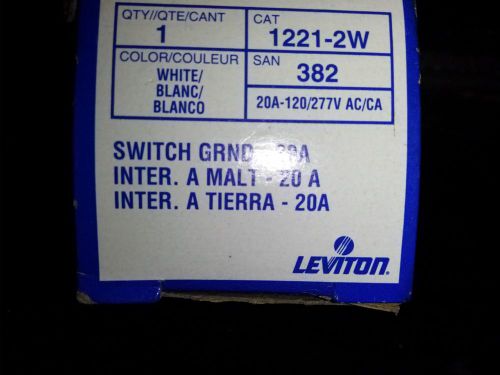 QTY//QTE/CANT
1
CAT
1221-2W
COLOR/COULEUR
WHITE/
BLANC/
BLANCO
SAN
382
20A-120/277V AC/CA
SWITCH GRND - 20A
INTER. A MALT - 20 A
INTER. A TIERRA - 20A
LEVITON.